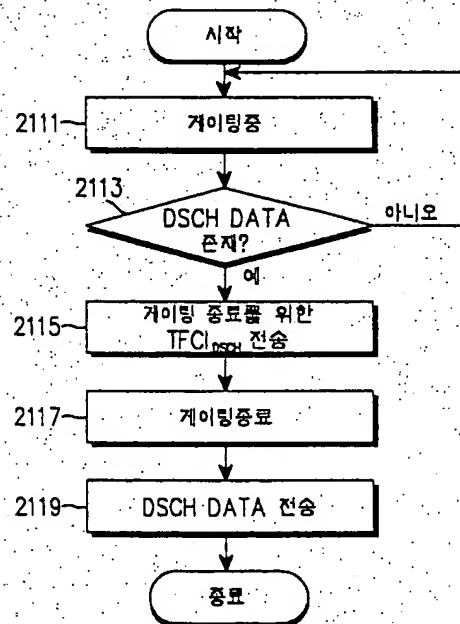 시작
2111
게이팅중
2113
DSCH DATA
존재?
아니오
예
2115
게이팅 종료를 위한
TFCI DSCH 전송
2117
게이팅종료
2119
DSCH DATA 전송
종료